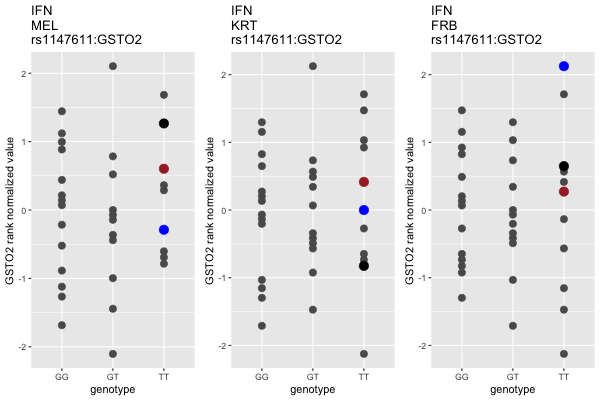 IFN
MEL
rs1147611:GSTO2
GSTO2 rank normalized value
2
1
0
-1
-2
GG GT TT
genotype
IFN
KRT
rs1147611:GSTO2
GSTO2 rank normalized value
2
1
0
-1
-2
GG GT TT
genotype
IFN
FRB
rs1147611:GSTO2
GSTO2 rank normalized value
2
1
0
-1
-2
GG GT TT
genotype